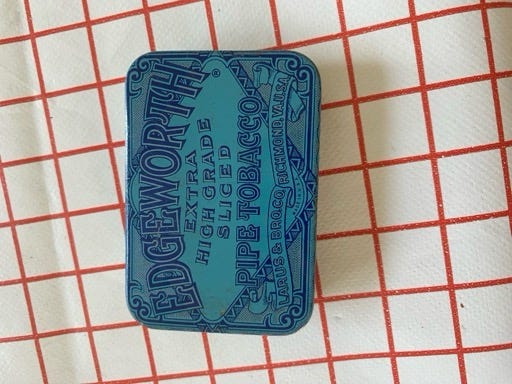 EDGEWORTH
®
EXTRA
HIGH GRADE
SLICED
PIPE TOBACCO
LARUS & BRO.CO. RICHMOND, VA.U.S.A.